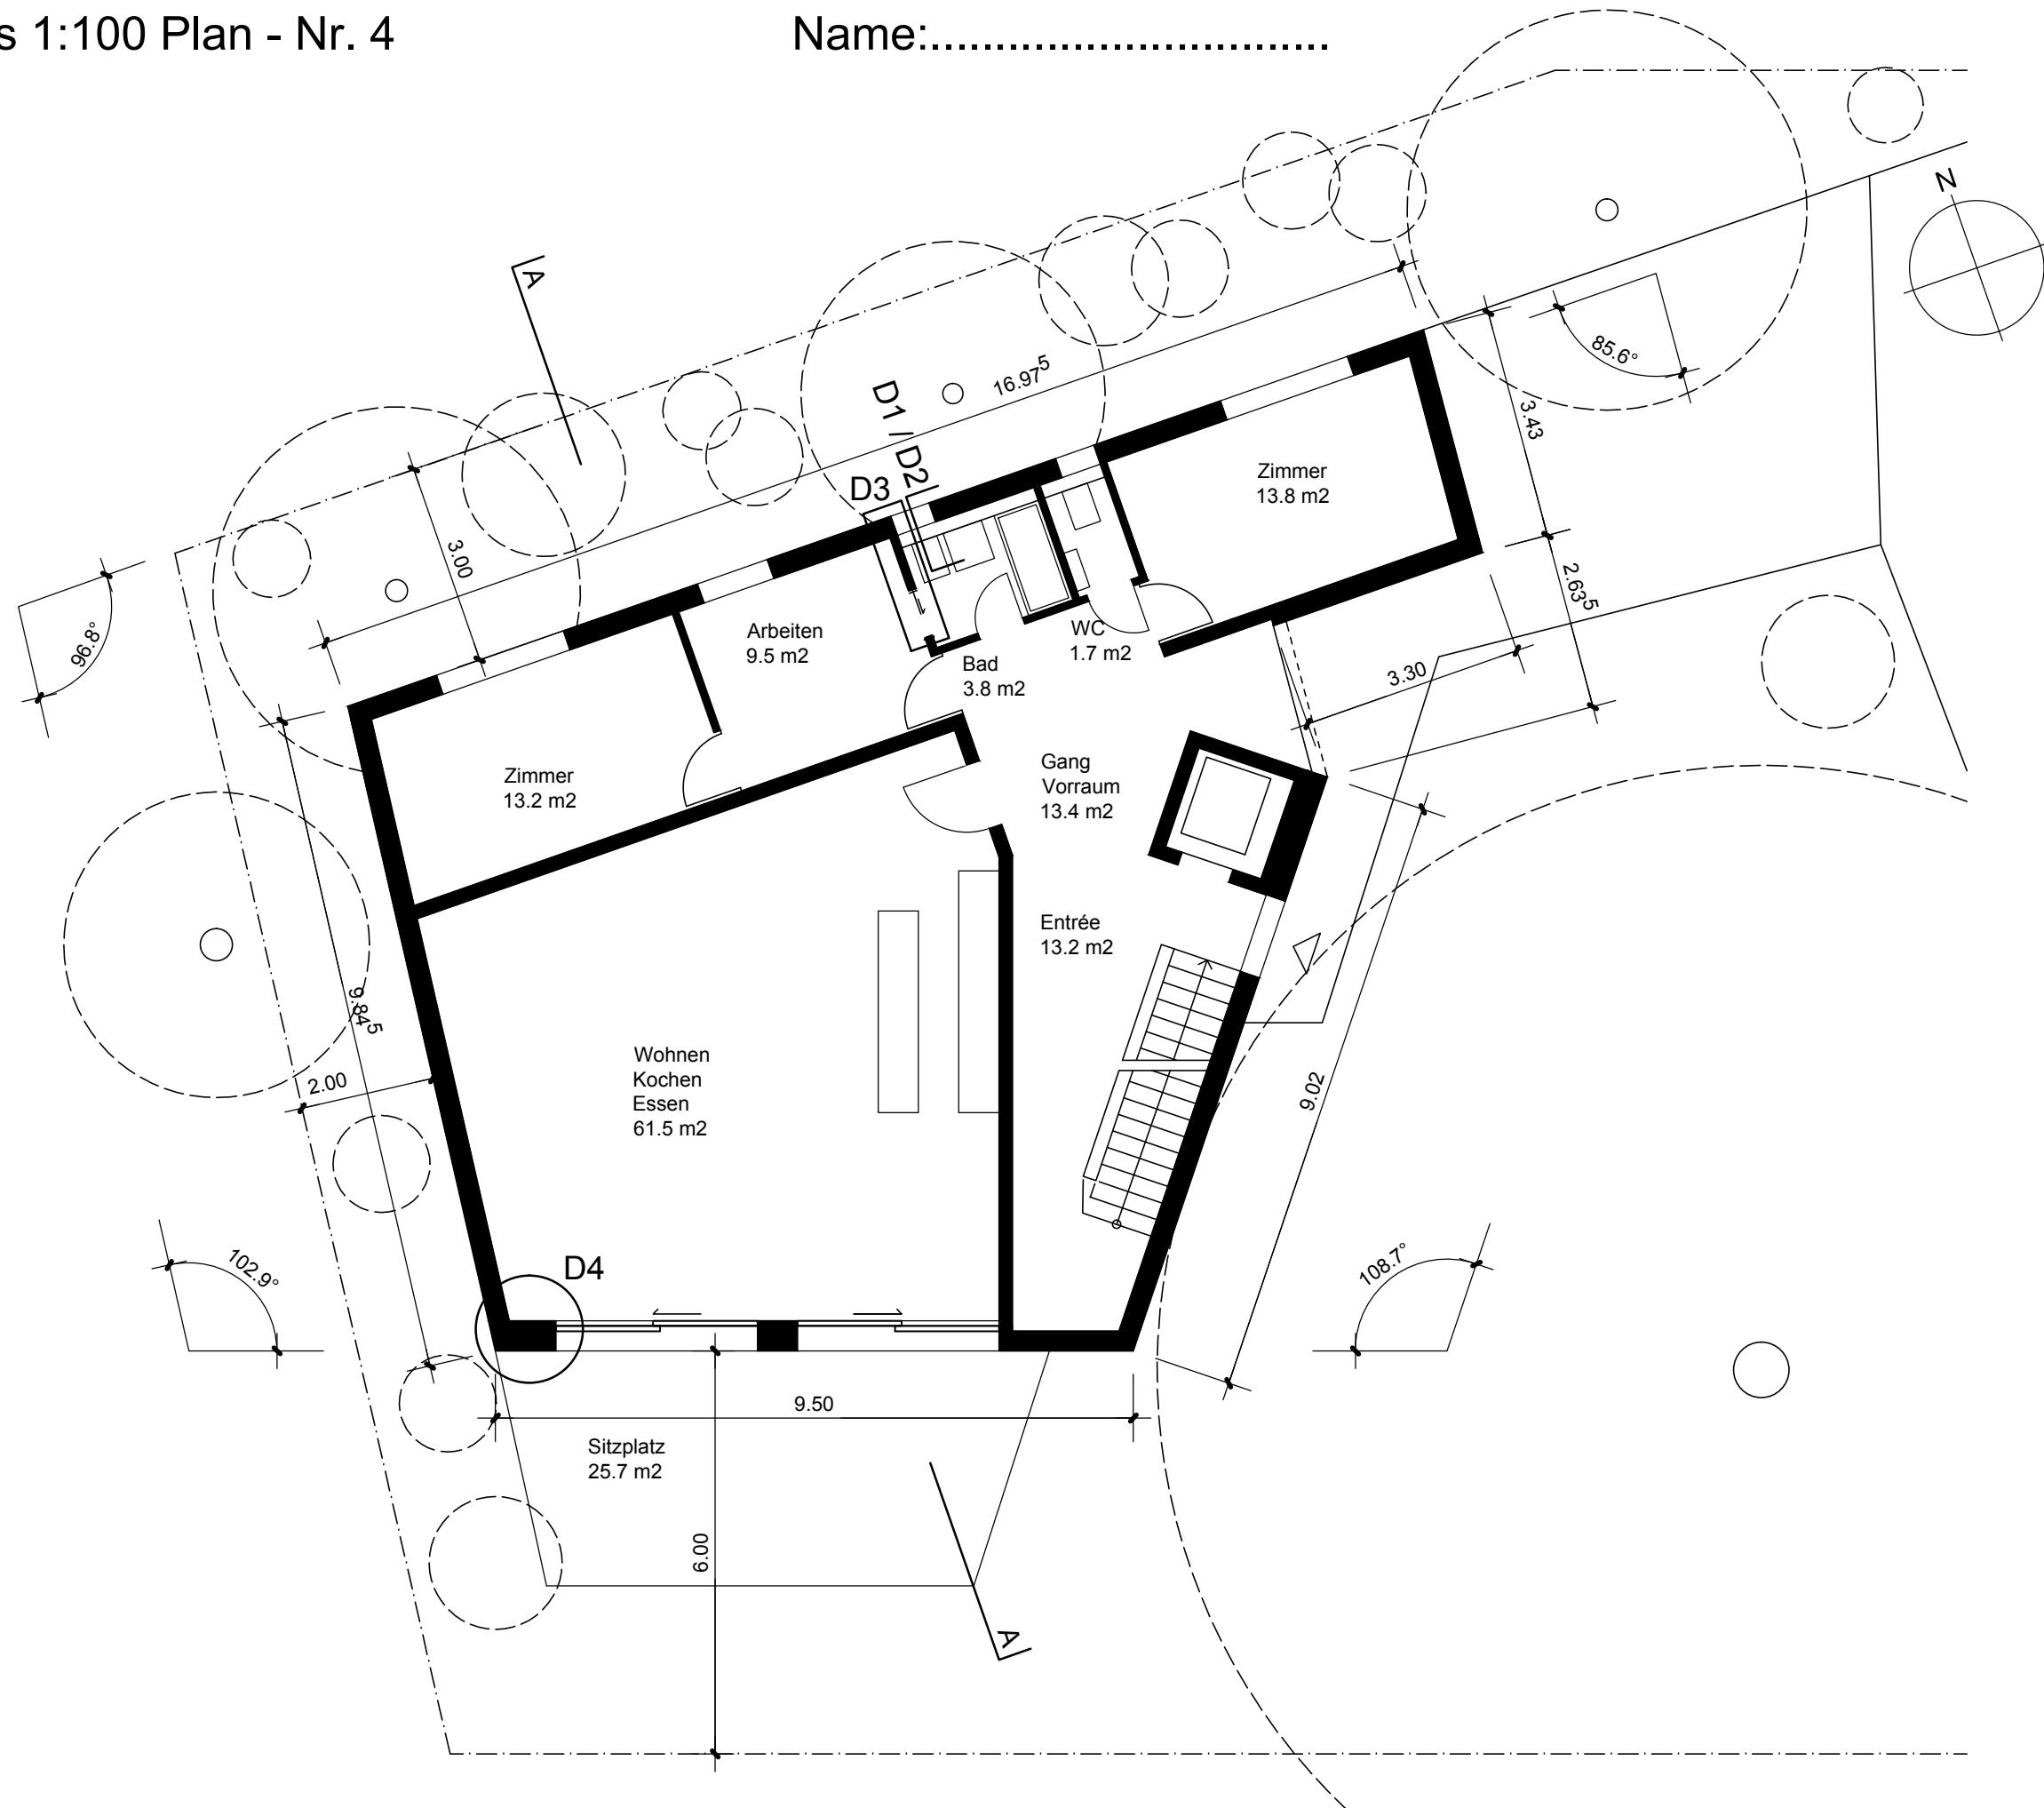 s 1:100 Plan - Nr. 4
Name:...............................
N
A
16.97⁵
85.6°
3.43
D1 / D2
D3
Zimmer
13.8 m2
3.00
2.63⁵
96.8°
Arbeiten
9.5 m2
WC
1.7 m2
Bad
3.8 m2
3.30
Zimmer
13.2 m2
Gang
Vorraum
13.4 m2
Entrée
13.2 m2
9.84⁵
2.00
Wohnen
Kochen
Essen
61.5 m2
9.02
102.9°
D4
108.7°
9.50
Sitzplatz
25.7 m2
6.00
A